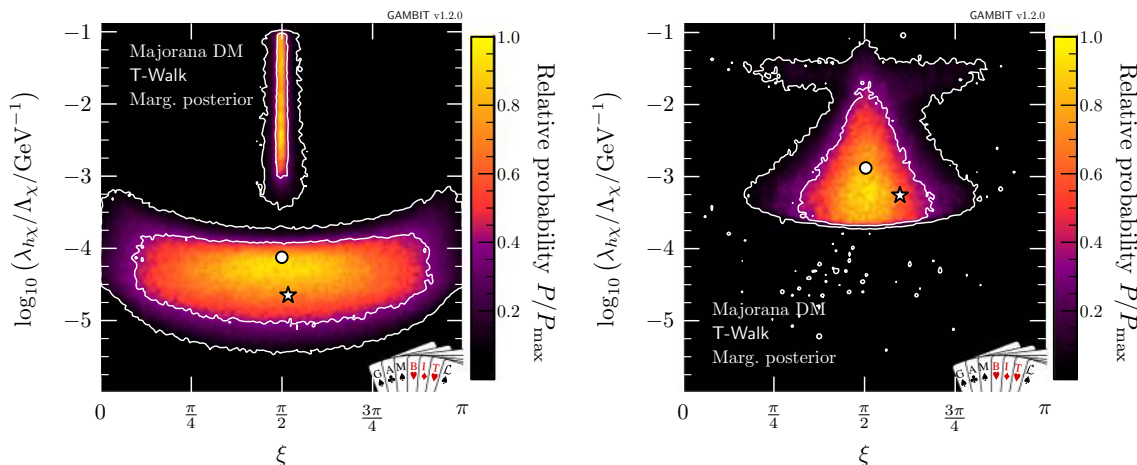 GAMBIT v1.2.0
Majorana DM
T-Walk
Marg. posterior
log₁₀ (λₕᵪ/Λᵪ/GeV⁻¹)
−1
−2
−3
−4
−5
0
π/4
π/2
3π/4
π
ξ
1.0
0.8
0.6
0.4
0.2
Relative probability P/Pmax
G A M B I T
GAMBIT v1.2.0
Majorana DM
T-Walk
Marg. posterior
log₁₀ (λₕᵪ/Λᵪ/GeV⁻¹)
−1
−2
−3
−4
−5
0
π/4
π/2
3π/4
π
ξ
1.0
0.8
0.6
0.4
0.2
Relative probability P/Pmax
G A M B I T